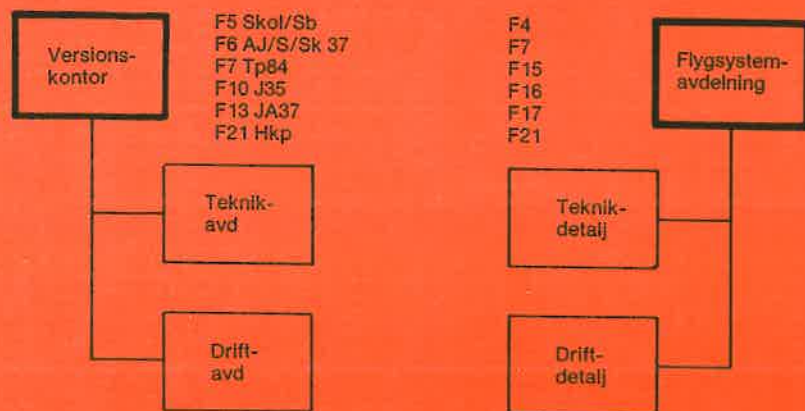 Versions-
kontor
F5 Skol/Sb
F6 AJ/S/Sk 37
F7 Tp84
F10 J35
F13 JA37
F21 Hkp
Teknik-
avd
Drift-
avd
F4
F7
F15
F16
F17
F21
Flygsystem-
avdelning
Teknik-
detalj
Drift-
detalj